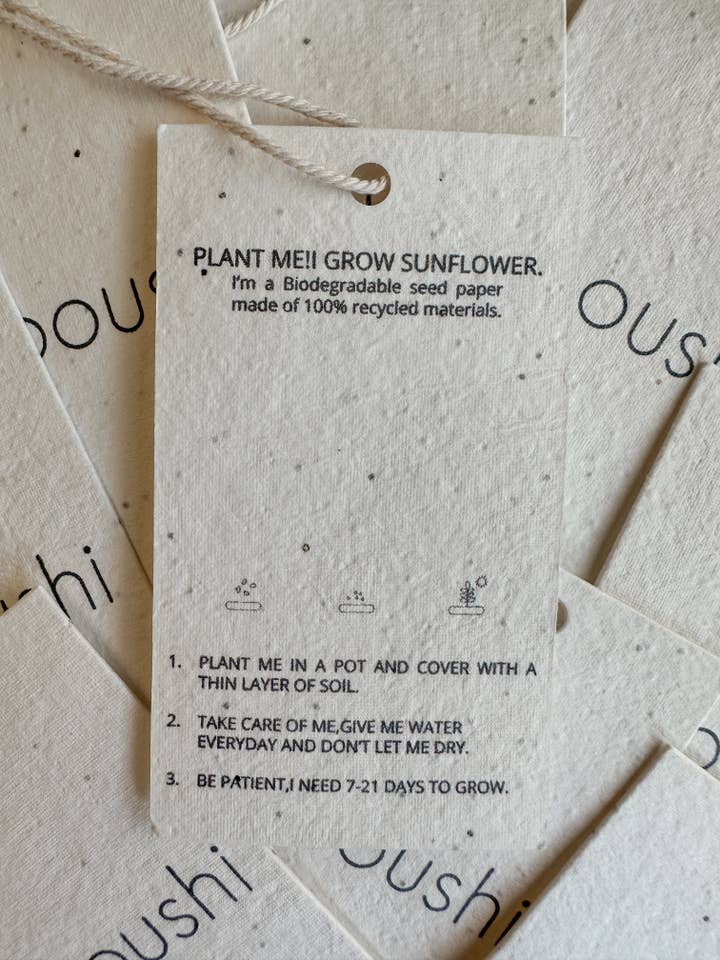 PLANT ME!I GROW SUNFLOWER.
I'm a Biodegradable seed paper
made of 100% recycled materials.
1. PLANT ME IN A POT AND COVER WITH A
THIN LAYER OF SOIL.
2. TAKE CARE OF ME,GIVE ME WATER
EVERYDAY AND DON'T LET ME DRY.
3. BE PATIENT,I NEED 7-21 DAYS TO GROW.
oushi
oushi